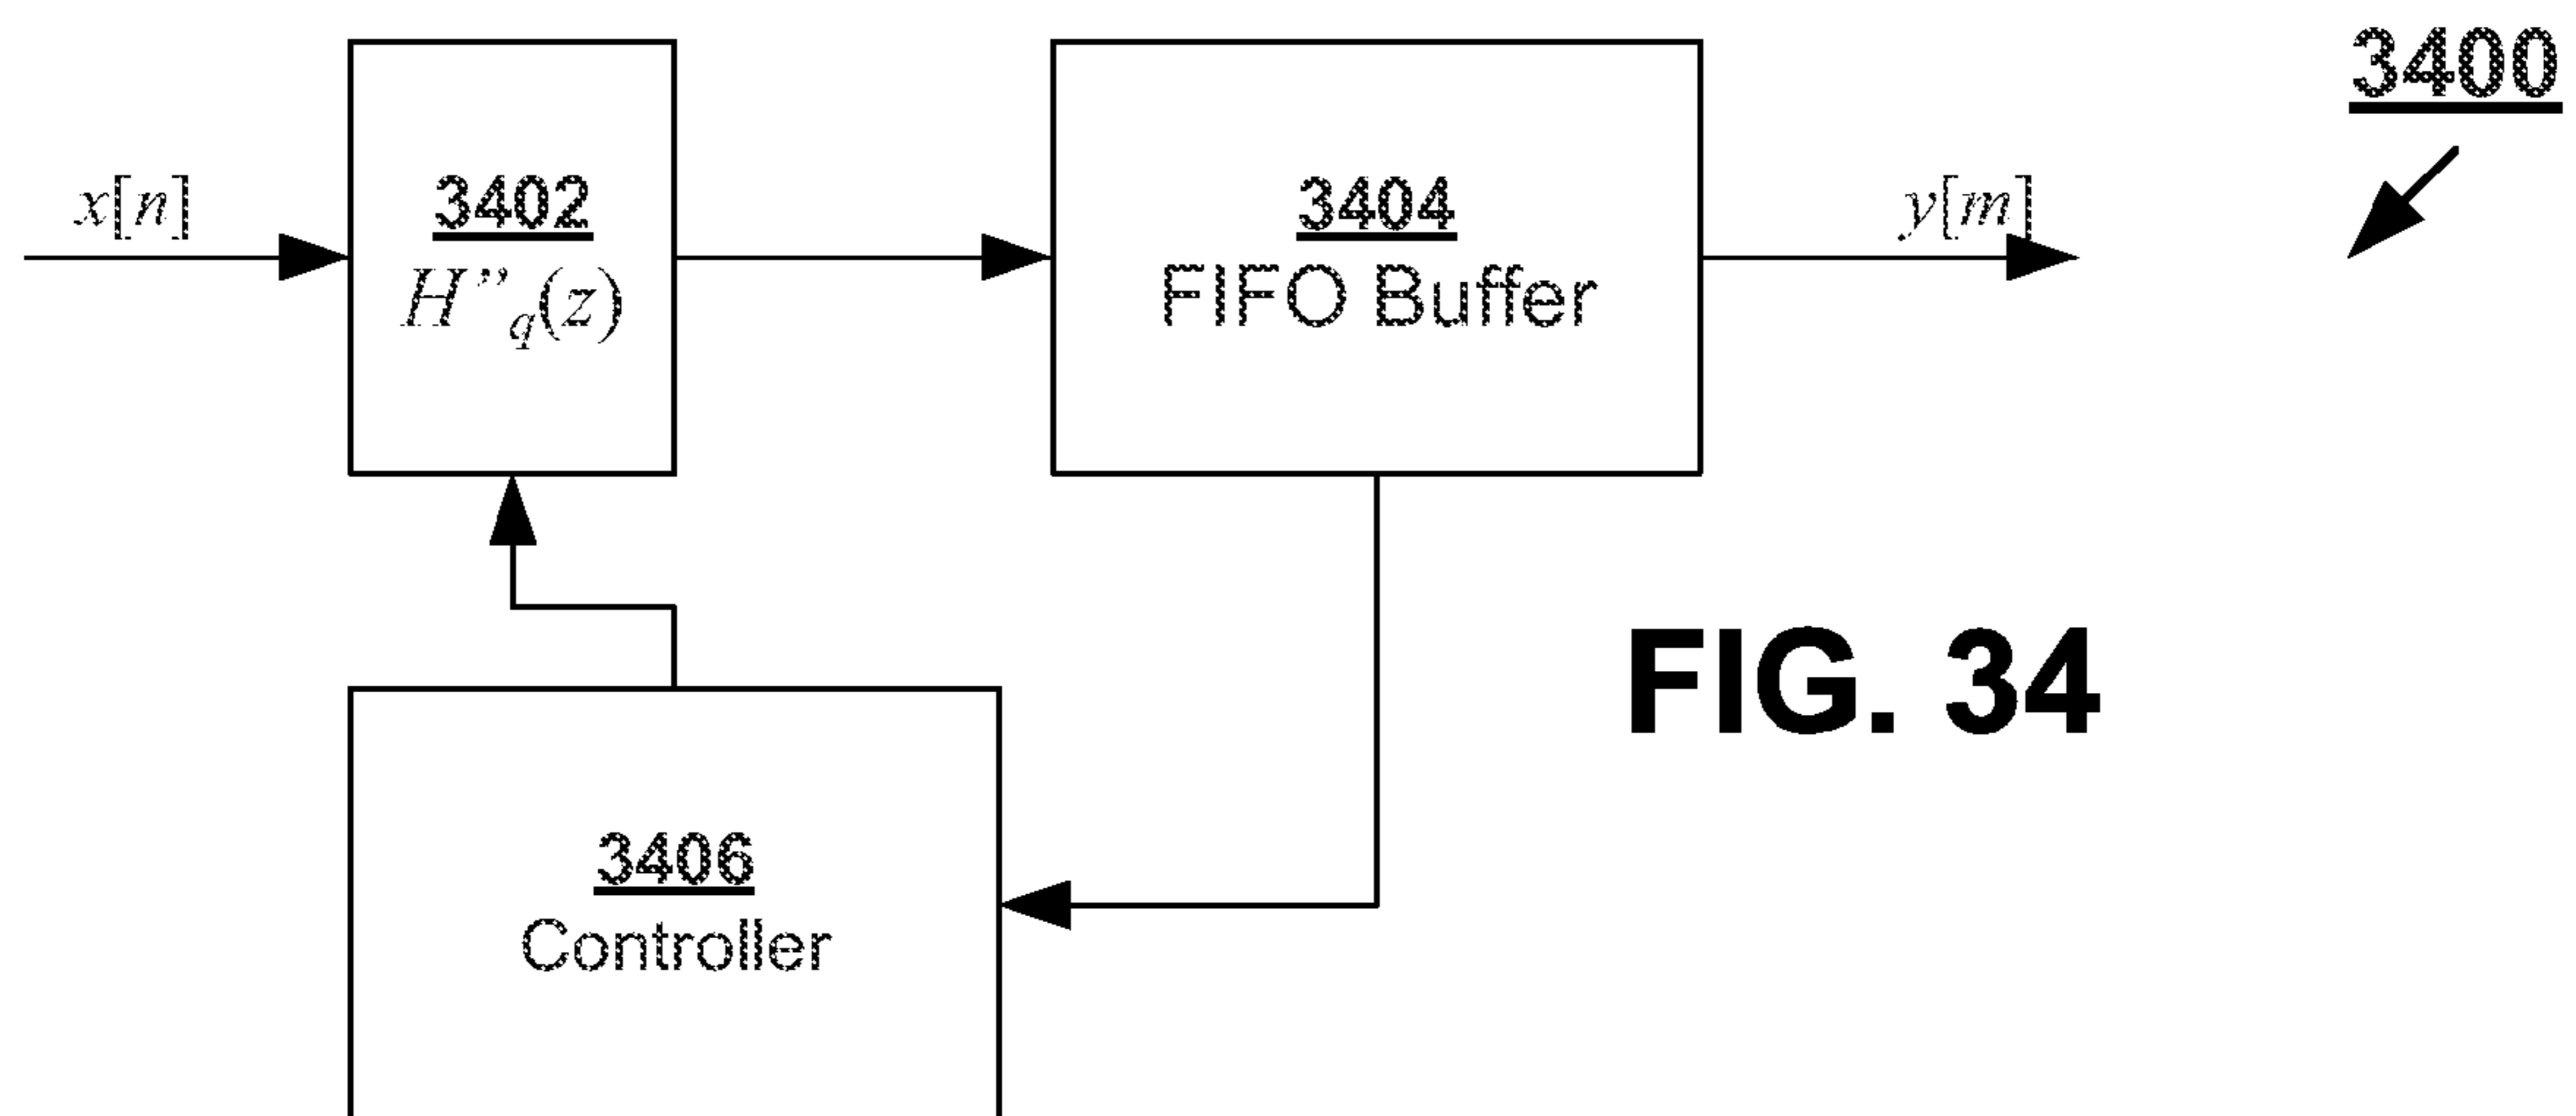 3400
x[n]
3402
H”q(z)
3404
FIFO Buffer
y[m]
FIG. 34
3406
Controller